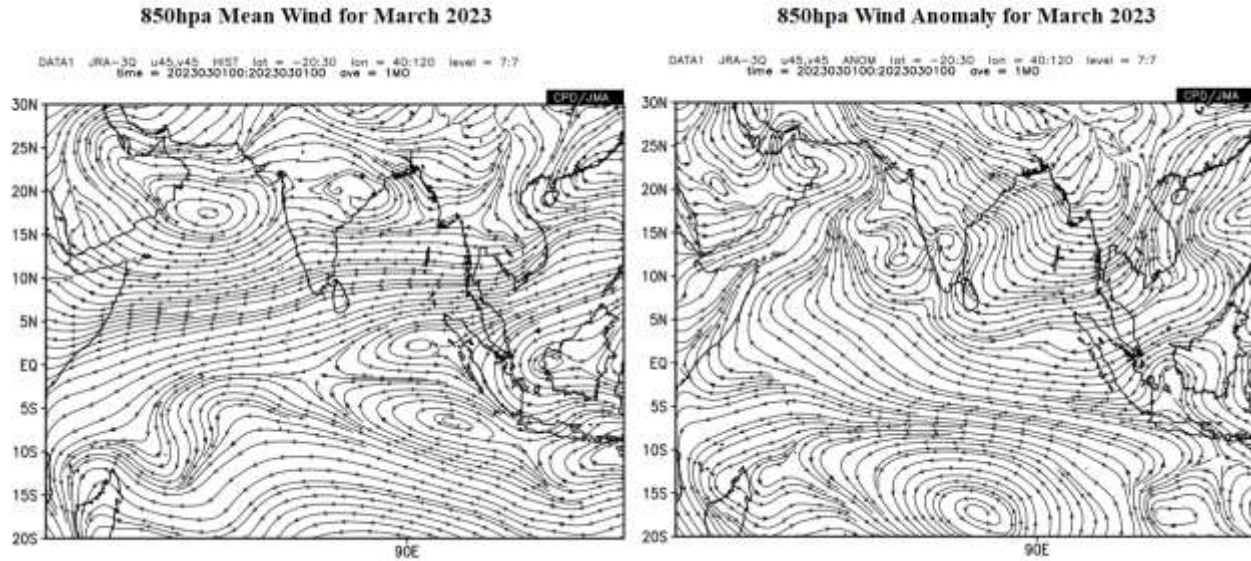 850hpa Mean Wind for March 2023
DATA1 JRA-3Q u45,v45 HIST lat = -20:30 lon = 40:120 level = 7:7
time = 2023030100:2023030100 ave = 1MO
CPD/JMA
30N
25N
20N
15N
10N
5N
EQ
5S
10S
15S
20S
90E
850hpa Wind Anomaly for March 2023
DATA1 JRA-3Q u45,v45 ANOM lat = -20:30 lon = 40:120 level = 7:7
time = 2023030100:2023030100 ave = 1MO
CPD/JMA
30N
25N
20N
15N
10N
5N
EQ
5S
10S
15S
20S
90E